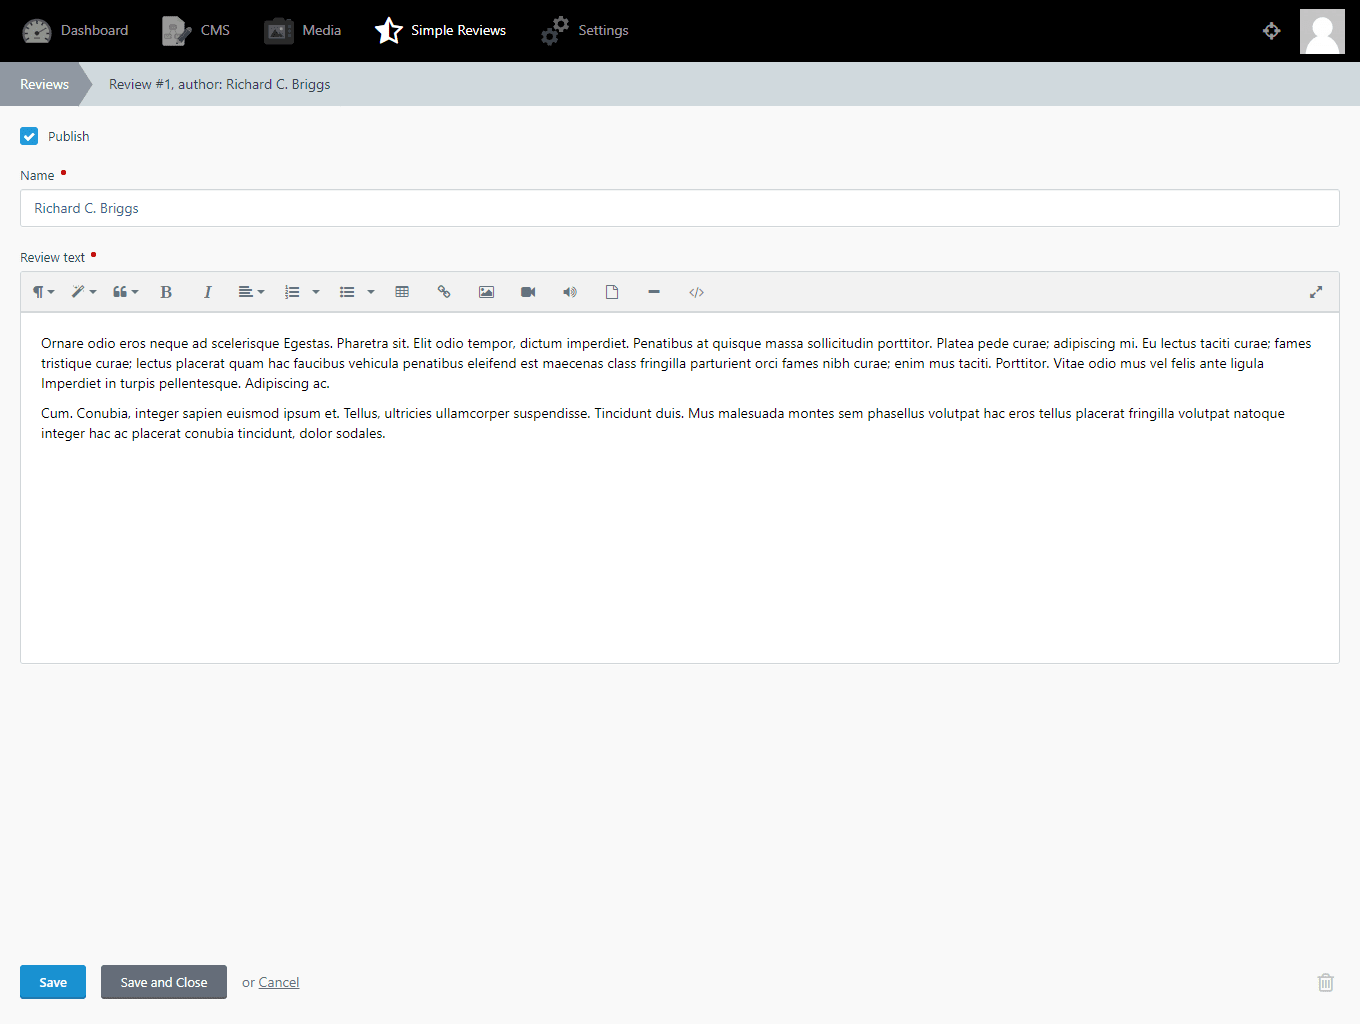 Dashboard CMS Media Simple Reviews Settings
Reviews Review #1, author: Richard C. Briggs
Publish
Name
Richard C. Briggs
Review text
B I
Ornare odio eros neque ad scelerisque Egestas. Pharetra sit. Elit odio tempor, dictum imperdiet. Penatibus at quisque massa sollicitudin porttitor. Platea pede curae; adipiscing mi. Eu lectus taciti curae; fames
tristique curae; lectus placerat quam hac faucibus vehicula penatibus eleifend est maecenas class fringilla parturient orci fames nibh curae; enim mus taciti. Porttitor. Vitae odio mus vel felis ante ligula
Imperdiet in turpis pellentesque. Adipiscing ac.
Cum. Conubia, integer sapien euismod ipsum et. Tellus, ultricies ullamcorper suspendisse. Tincidunt duis. Mus malesuada montes sem phasellus volutpat hac eros tellus placerat fringilla volutpat natoque
integer hac ac placerat conubia tincidunt, dolor sodales.
Save Save and Close or Cancel